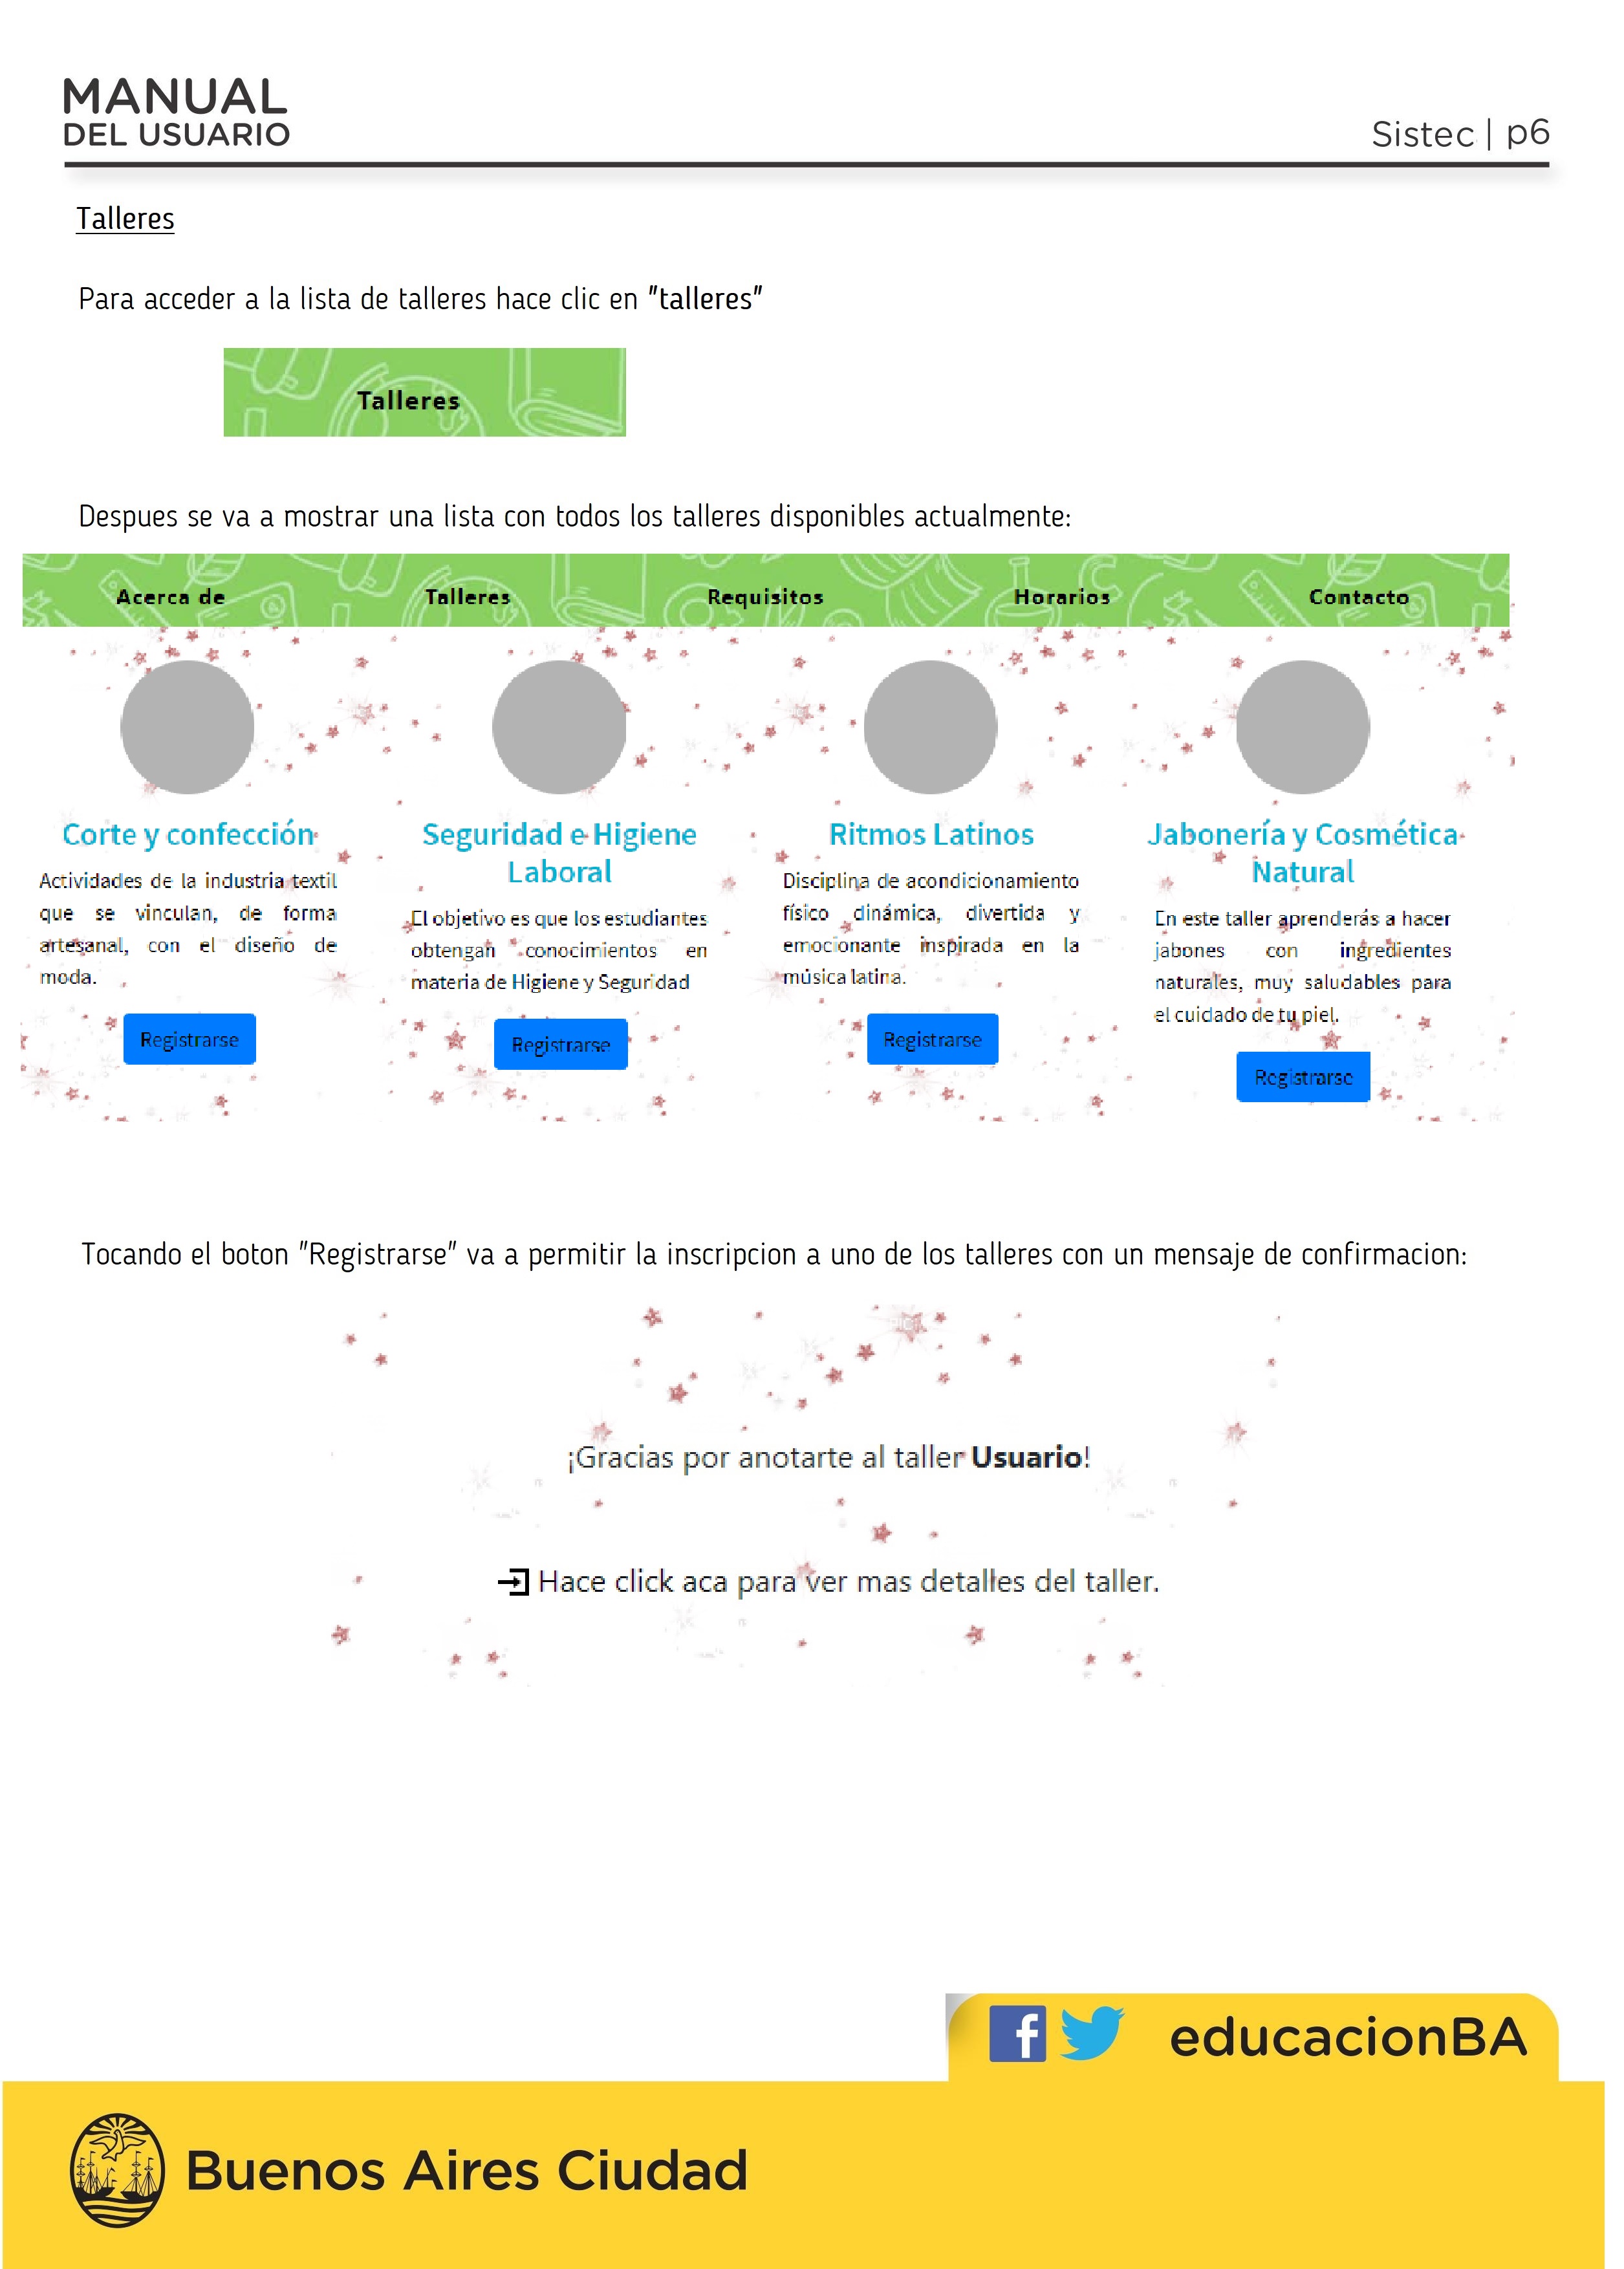 MANUAL
DEL USUARIO
Sistec | p6
Talleres
Para acceder a la lista de talleres hace clic en "talleres"
Talleres
Despues se va a mostrar una lista con todos los talleres disponibles actualmente:
Acerca de Talleres Requisitos Horarios Contacto
Corte y confección
Actividades de la industria textil
que se vinculan, de forma
artesanal, con el diseño de
moda.
Registrarse
Seguridad e Higiene
Laboral
El objetivo es que los estudiantes
obtengan conocimientos en
materia de Higiene y Seguridad
Registrarse
Ritmos Latinos
Disciplina de acondicionamiento
físico dinámica, divertida y
emocionante inspirada en la
música latina.
Registrarse
Jabonería y Cosmética
Natural
En este taller aprenderás a hacer
jabones con ingredientes
naturales, muy saludables para
el cuidado de tu piel.
Registrarse
Tocando el boton "Registrarse" va a permitir la inscripcion a uno de los talleres con un mensaje de confirmacion:
¡Gracias por anotarte al taller Usuario!
Hace click aca para ver mas detalles del taller.
educacionBA
Buenos Aires Ciudad